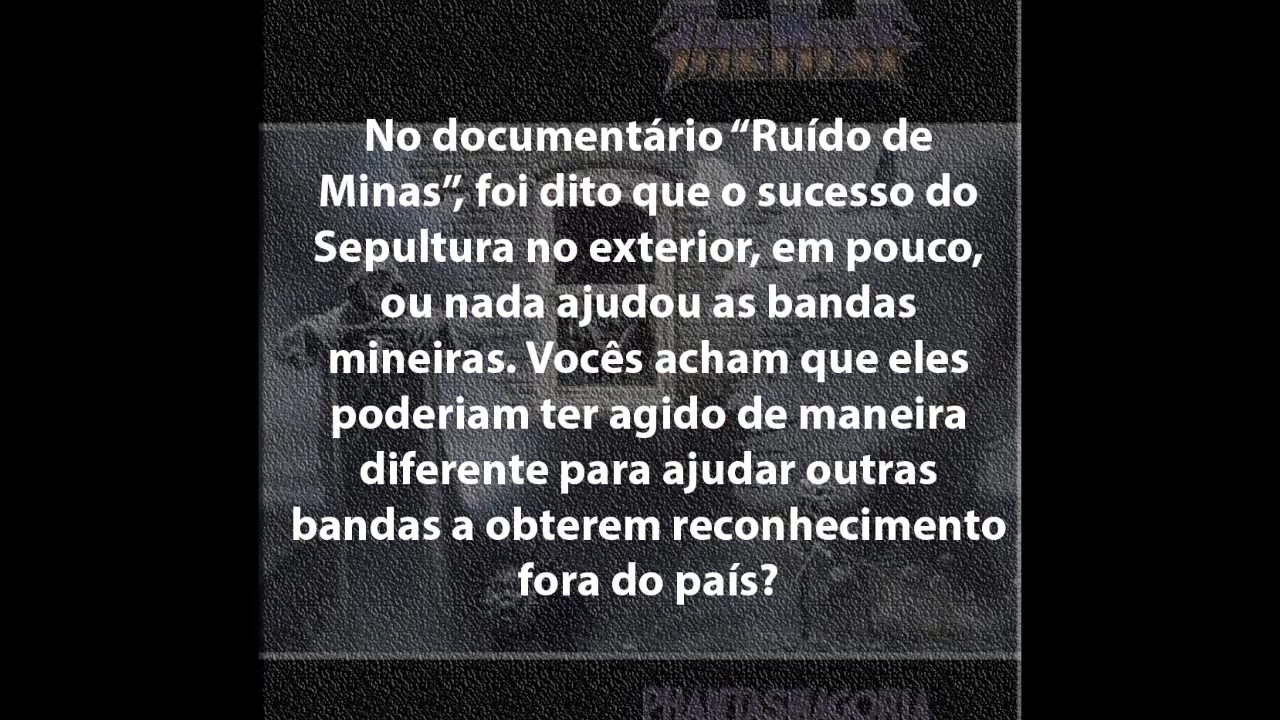 No documentário “Ruído de
Minas”, foi dito que o sucesso do
Sepultura no exterior, em pouco,
ou nada ajudou as bandas
mineiras. Vocês acham que eles
poderiam ter agido de maneira
diferente para ajudar outras
bandas a obterem reconhecimento
fora do país?
PHANTASMAGORIA